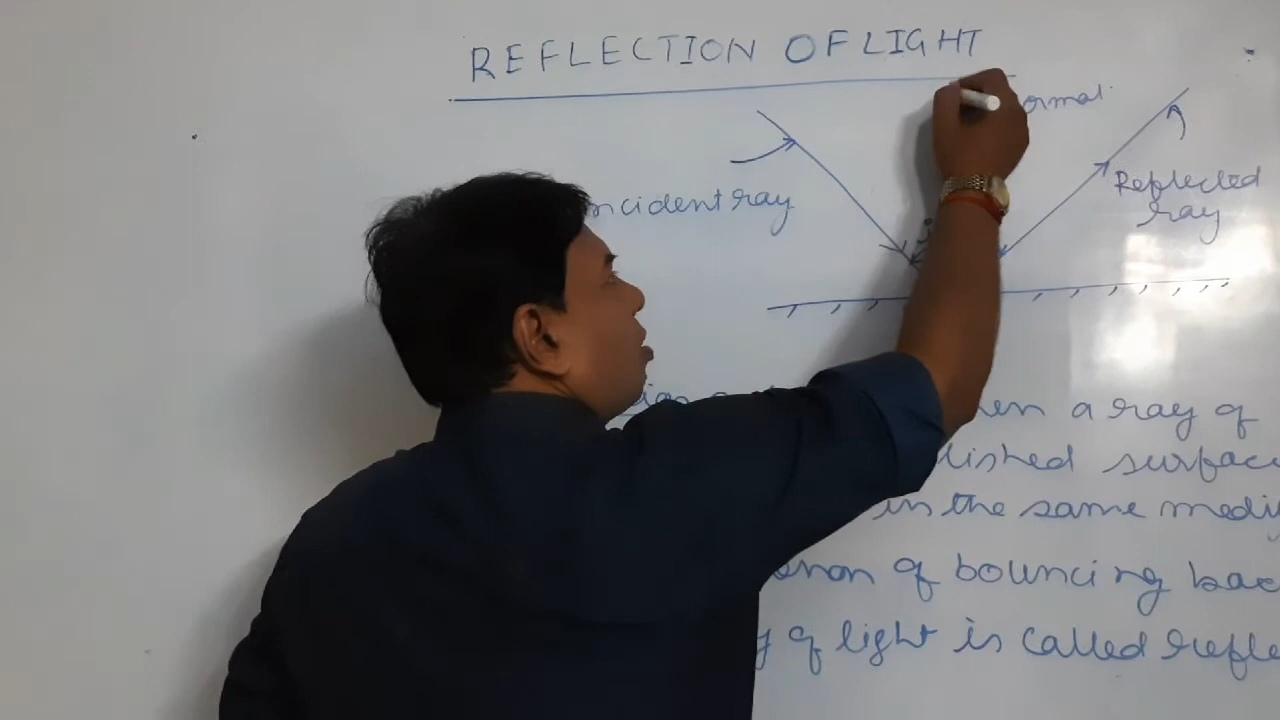 REFLECTION OF LIGHT
ormal
ncident ray
Reflected
ray
i
en a ray of
lished surfac
in the same mediu
enon of bouncing bac
y of light is called refle